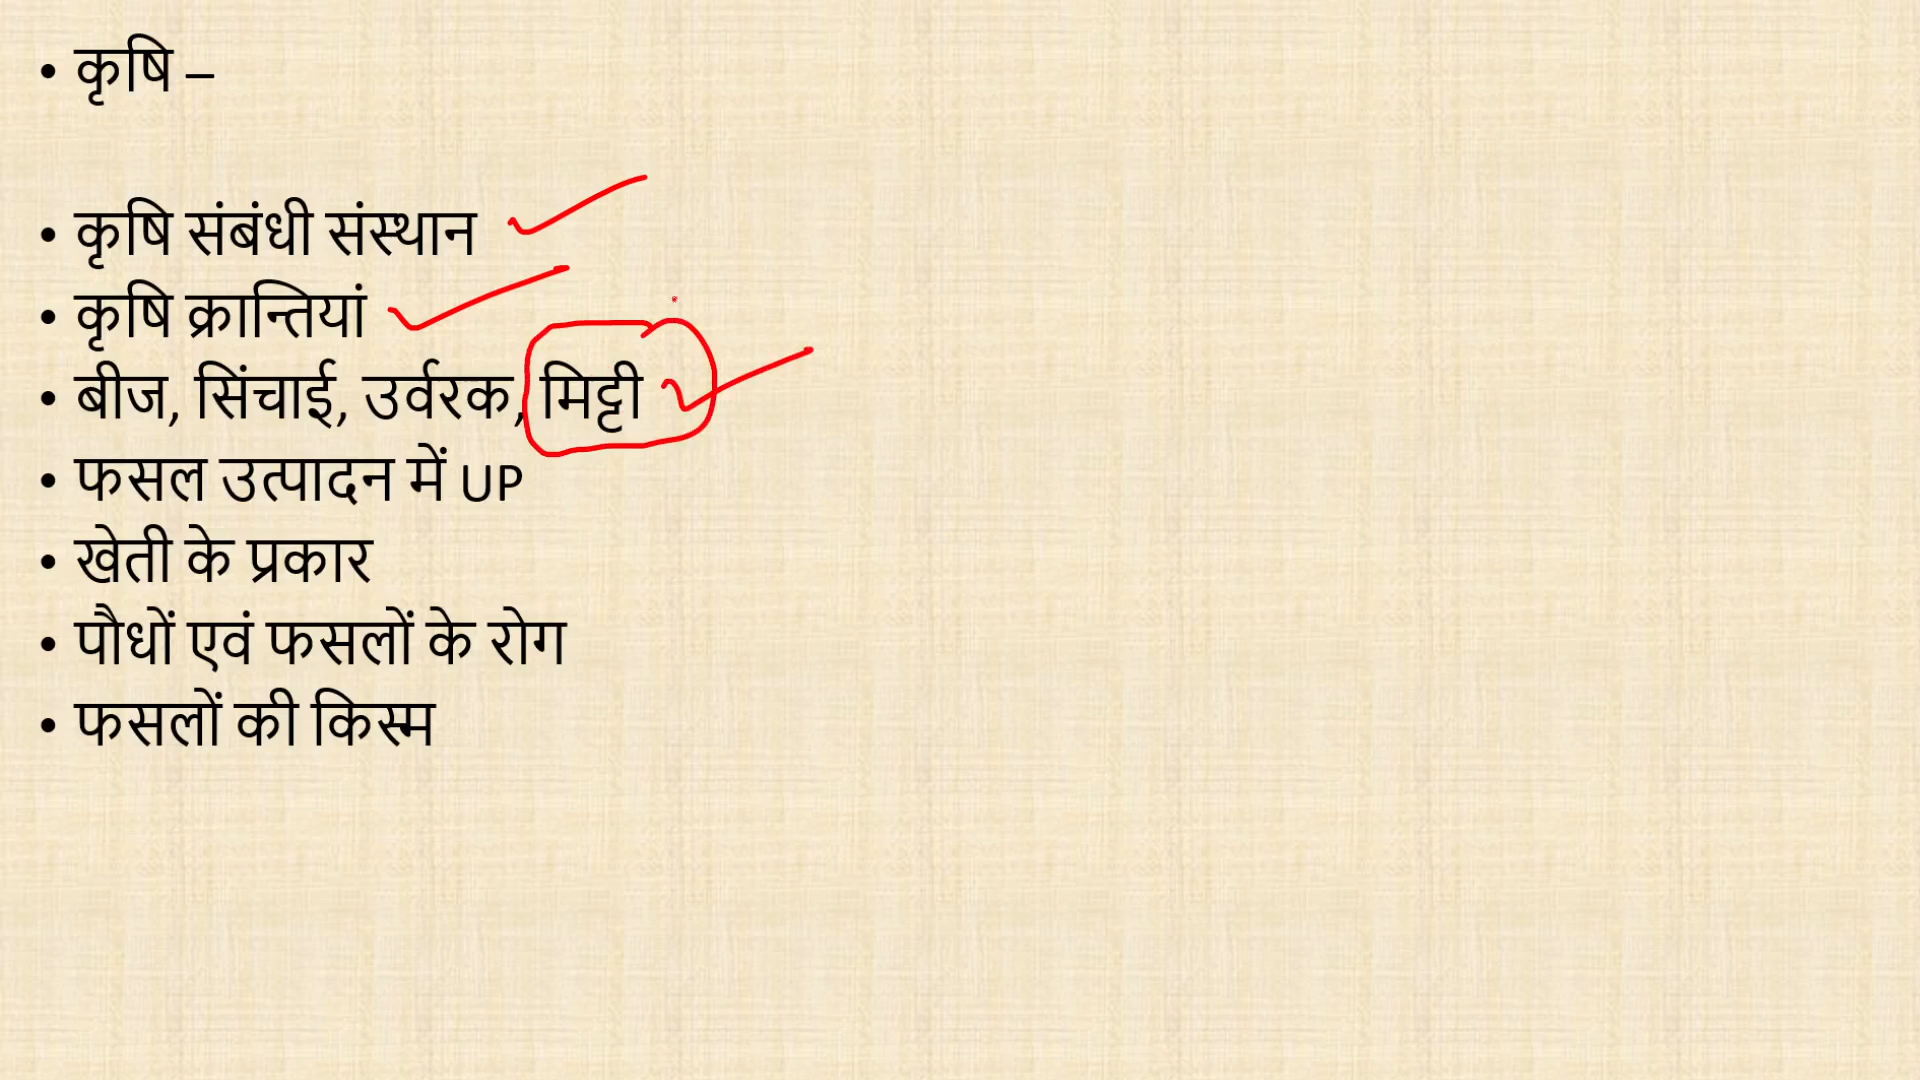 • कृषि –
• कृषि संबंधी संस्थान
• कृषि क्रान्तियां
• बीज, सिंचाई, उर्वरक, मिट्टी
• फसल उत्पादन में UP
• खेती के प्रकार
• पौधों एवं फसलों के रोग
• फसलों की किस्म